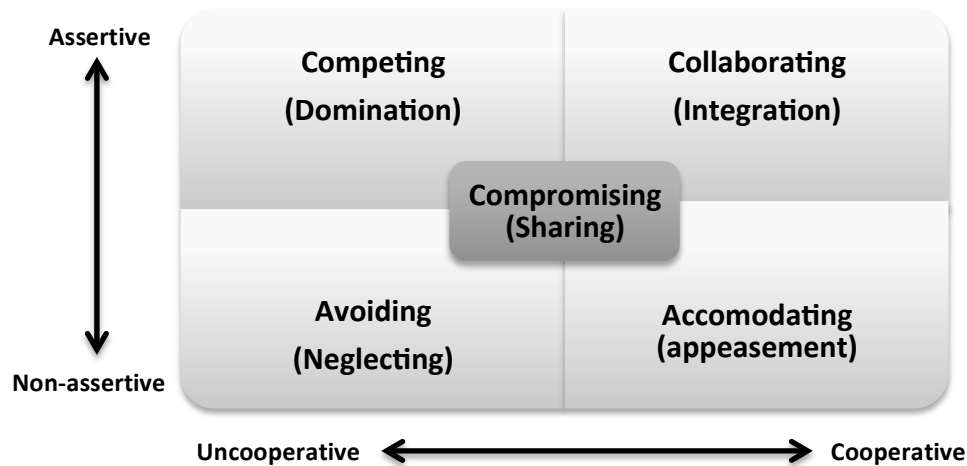 Assertive
Competing
(Domination)
Collaborating
(Integration)
Compromising
(Sharing)
Avoiding
(Neglecting)
Accomodating
(appeasement)
Non-assertive
Uncooperative
Cooperative